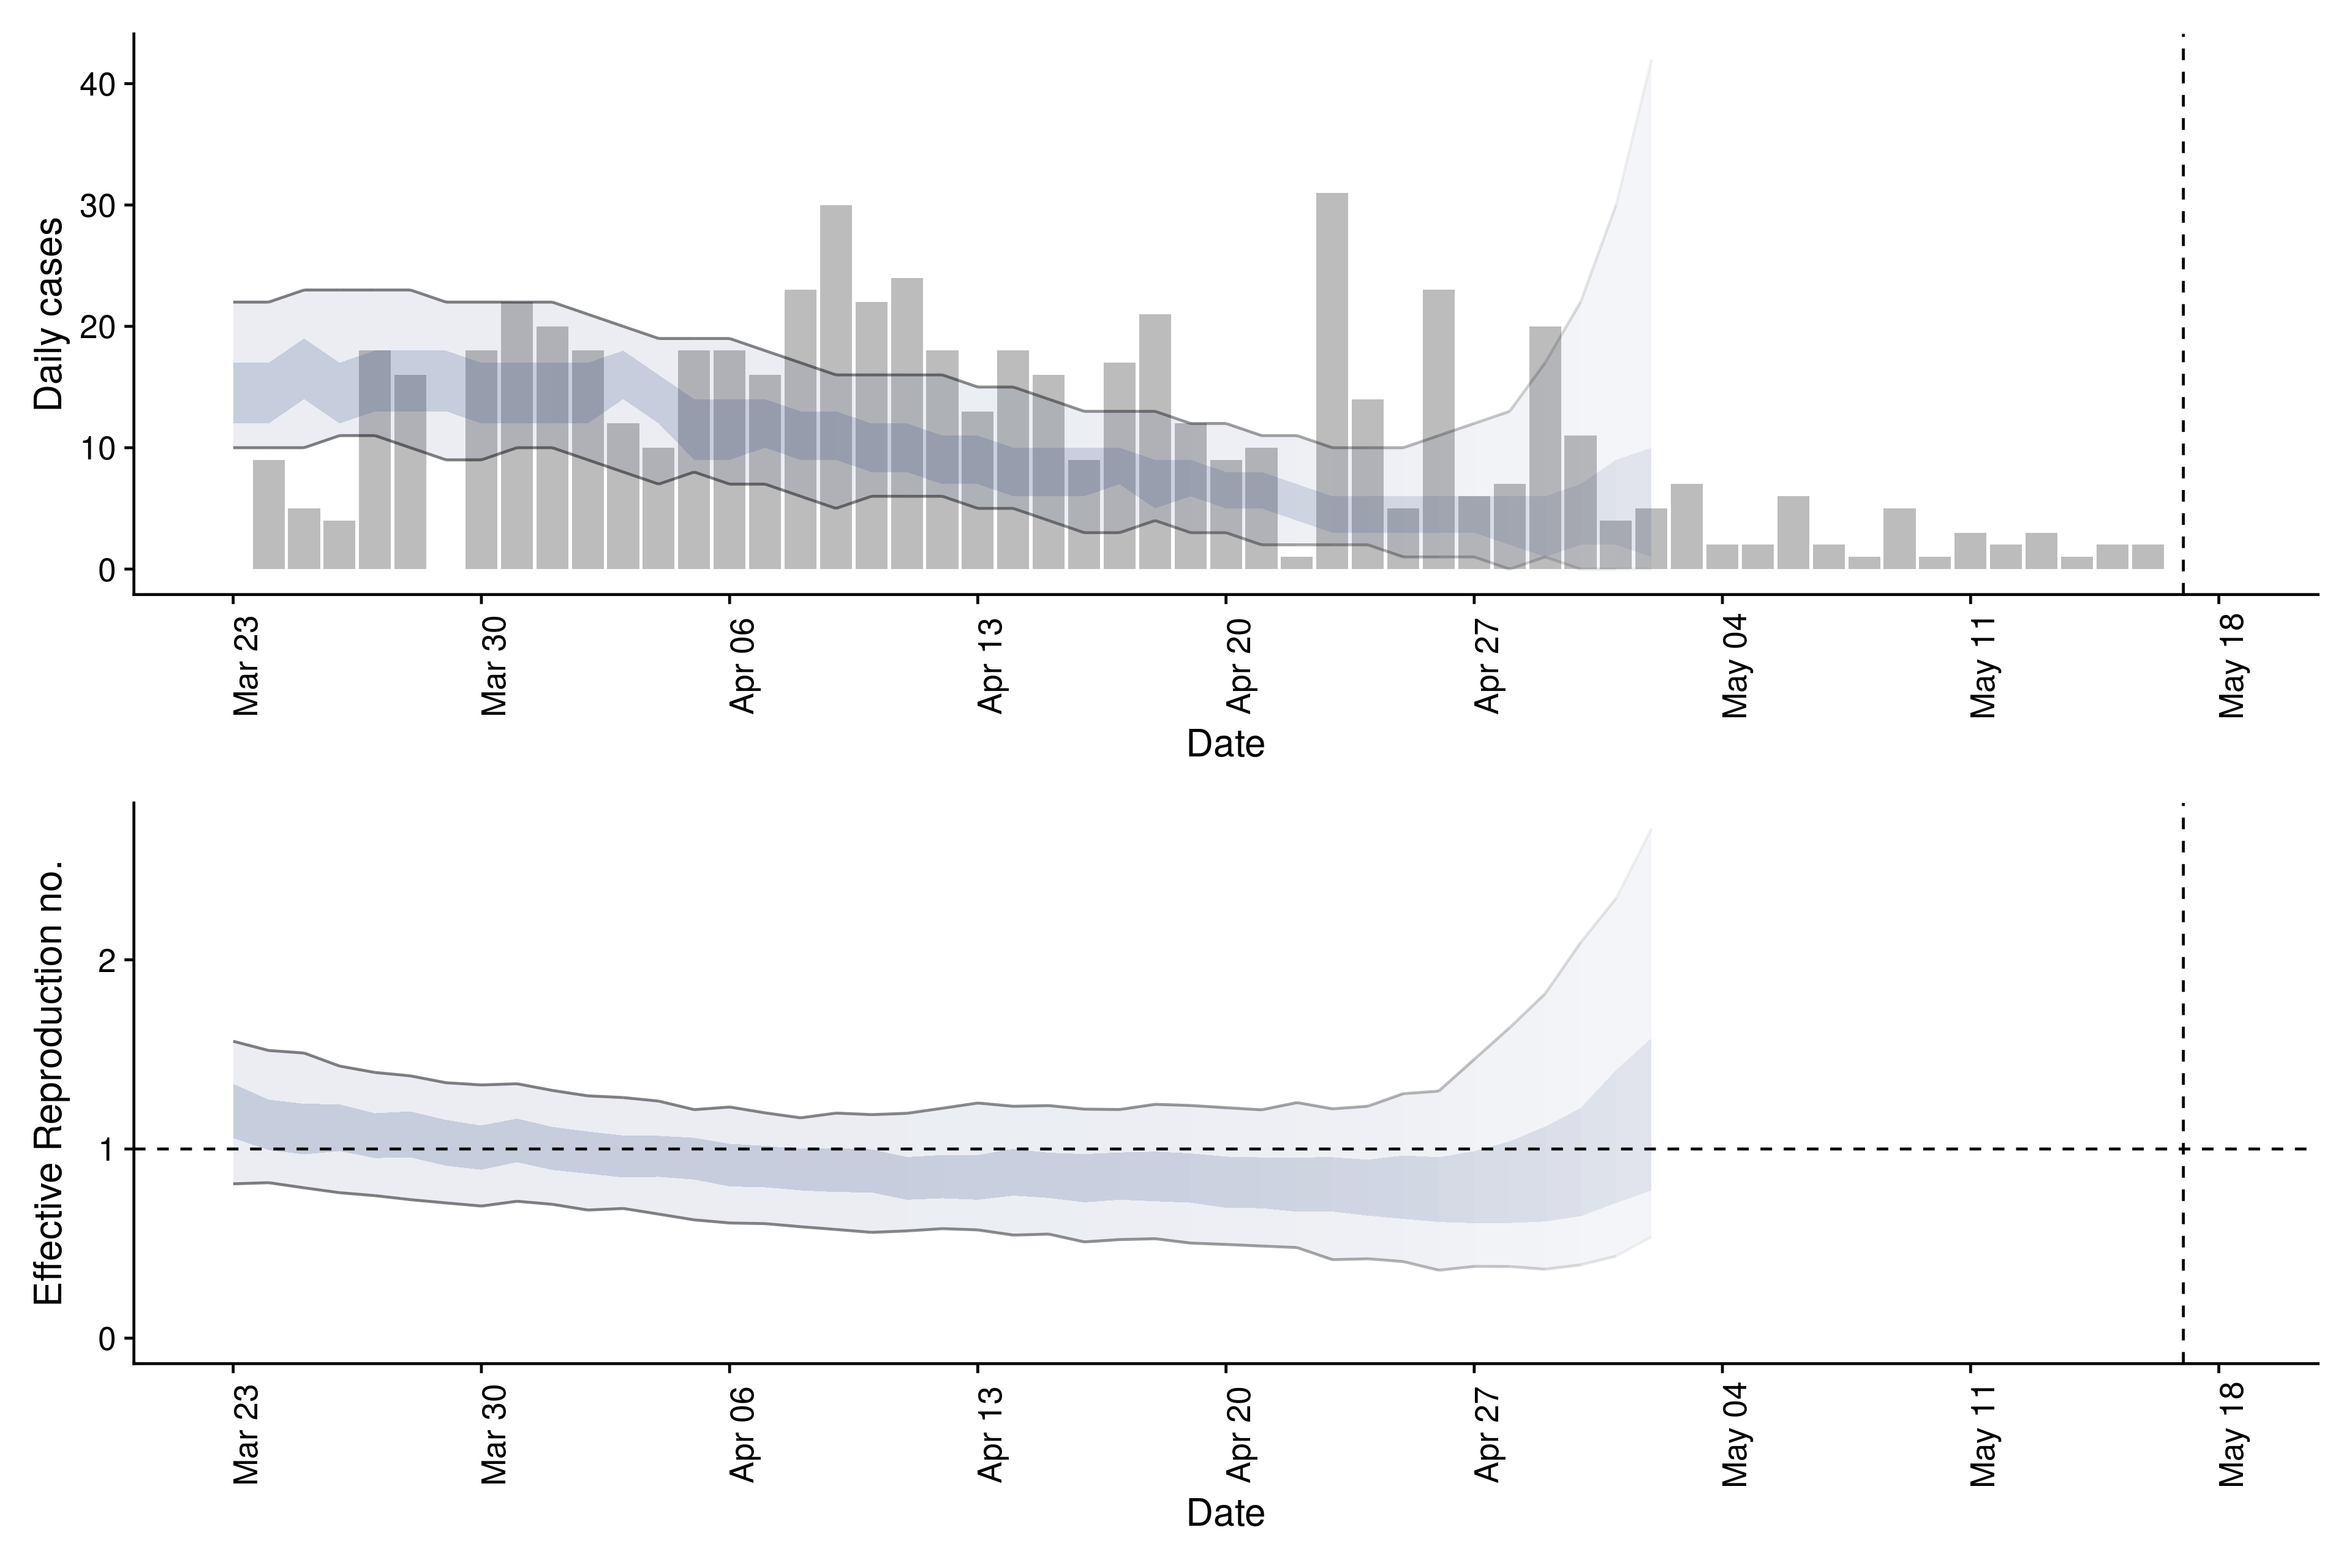 Daily cases
40
30
20
10
0
Mar 23
Mar 30
Apr 06
Apr 13
Apr 20
Apr 27
May 04
May 11
May 18
Date
Effective Reproduction no.
2
1
0
Mar 23
Mar 30
Apr 06
Apr 13
Apr 20
Apr 27
May 04
May 11
May 18
Date